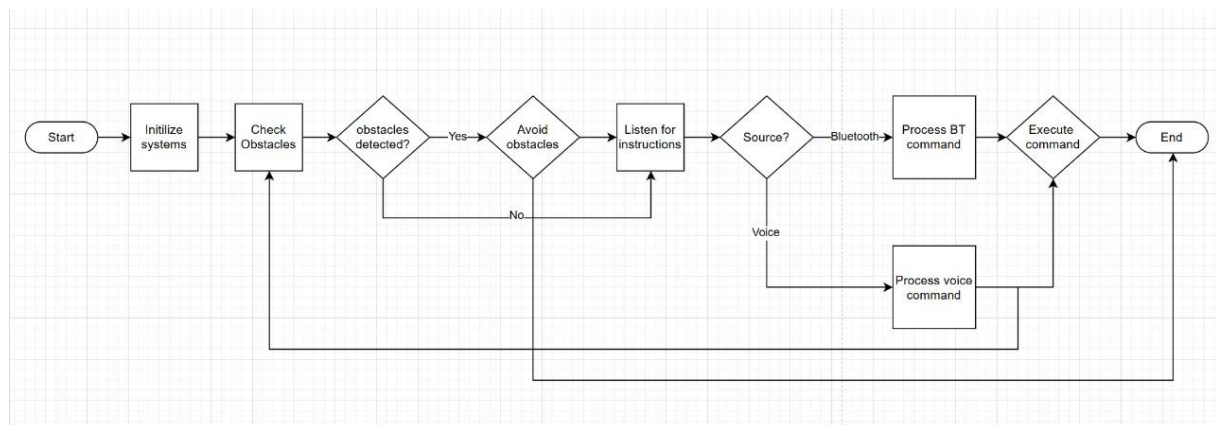 Start
Initilize
systems
Check
Obstacles
obstacles
detected?
Yes
Avoid
obstacles
Listen for
instructions
Source?
Bluetooth
Process BT
command
Execute
command
End
No
Voice
Process voice
command